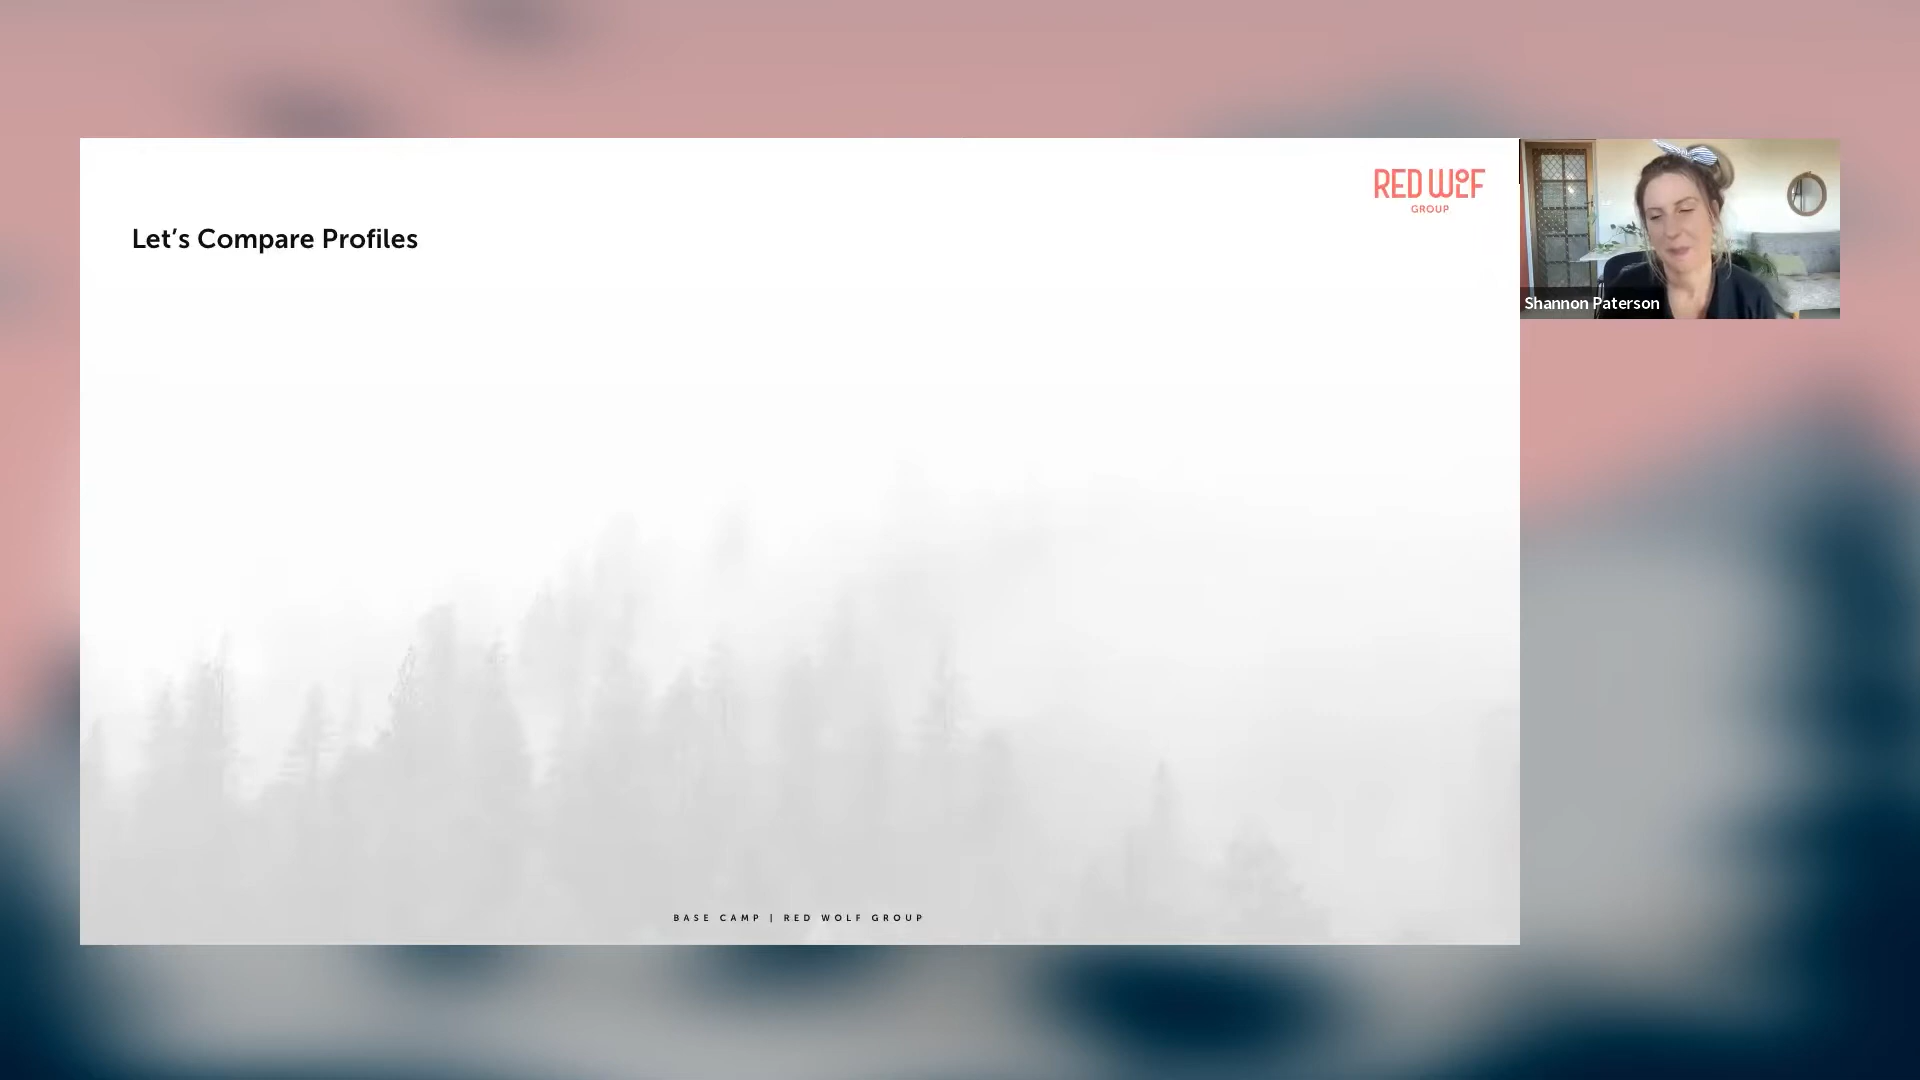 RED WOLF
GROUP
Let's Compare Profiles
Shannon Paterson
BASE CAMP | RED WOLF GROUP